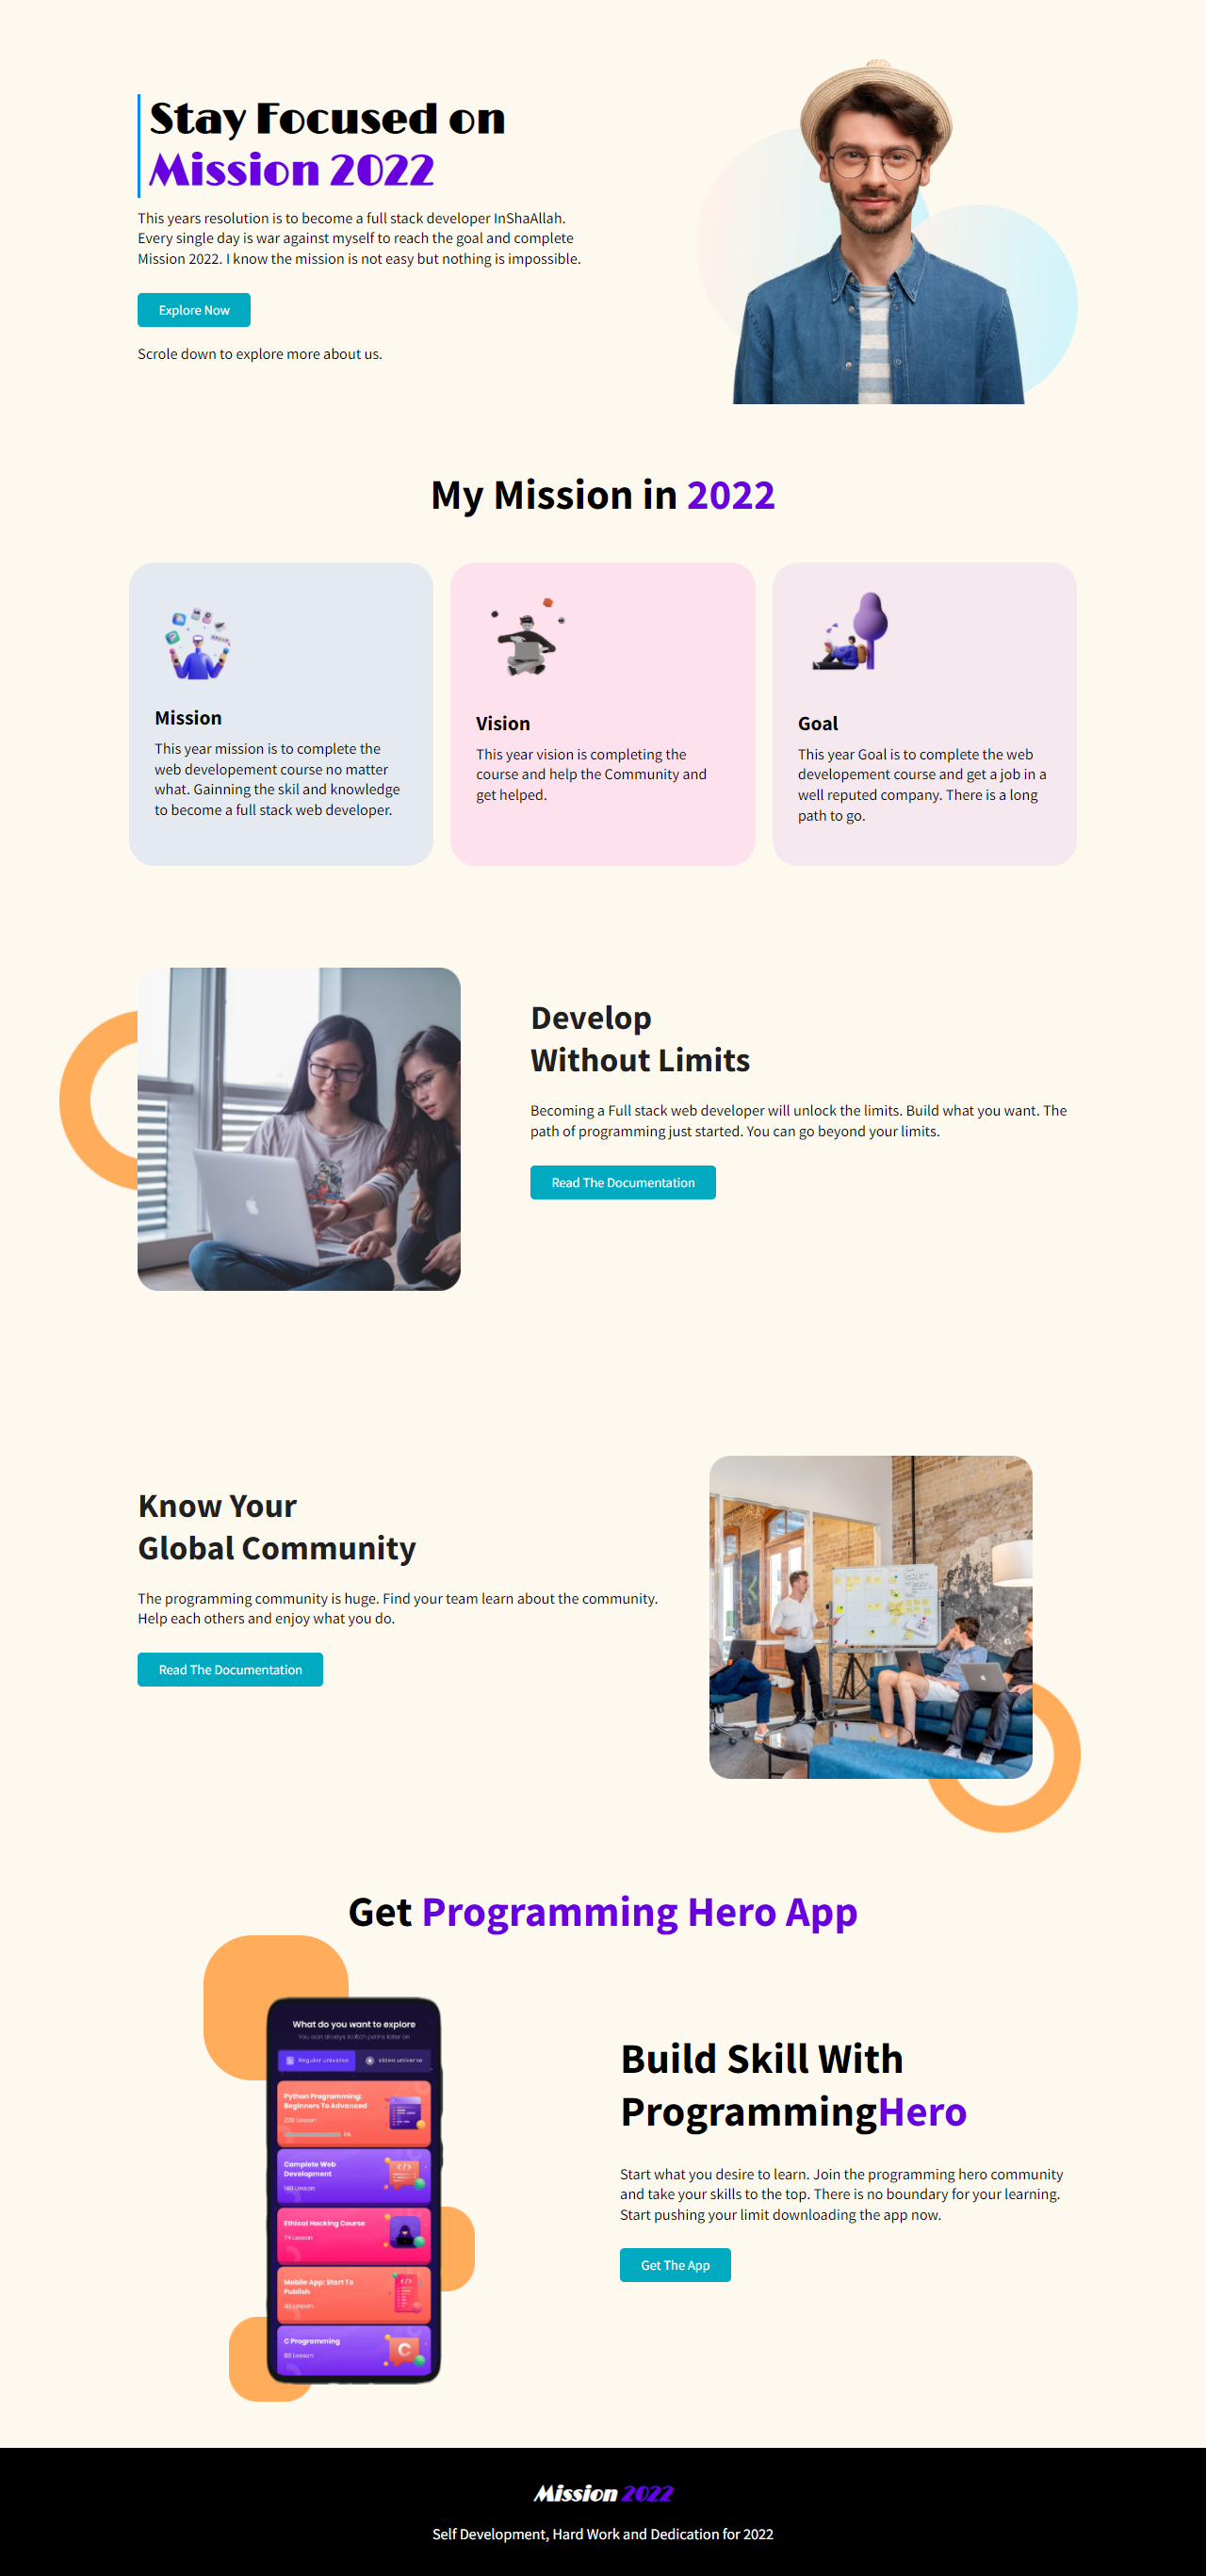 Stay Focused on
Mission 2022
This years resolution is to become a full stack developer InShaAllah.
Every single day is war against myself to reach the goal and complete
Mission 2022. I know the mission is not easy but nothing is impossible.
Explore Now
Scrole down to explore more about us.
My Mission in 2022
Mission
This year mission is to complete the
web developement course no matter
what. Gainning the skil and knowledge
to become a full stack web developer.
Vision
This year vision is completing the
course and help the Community and
get helped.
Goal
This year Goal is to complete the web
developement course and get a job in a
well reputed company. There is a long
path to go.
Develop
Without Limits
Becoming a Full stack web developer will unlock the limits. Build what you want. The
path of programming just started. You can go beyond your limits.
Read The Documentation
Know Your
Global Community
The programming community is huge. Find your team learn about the community.
Help each others and enjoy what you do.
Read The Documentation
Get Programming Hero App
What do you want to explore
You can always switch paths later on
Regular universe
Video universe
Python Programming:
Beginners To Advanced
220 Lesson
0%
Complete Web
Development
140 Lesson
Ethical Hacking Course
74 Lesson
Mobile App: Start To
Publish
43 Lesson
C Programming
88 Lesson
C
Build Skill With
ProgrammingHero
Start what you desire to learn. Join the programming hero community
and take your skills to the top. There is no boundary for your learning.
Start pushing your limit downloading the app now.
Get The App
Mission 2022
Self Development, Hard Work and Dedication for 2022